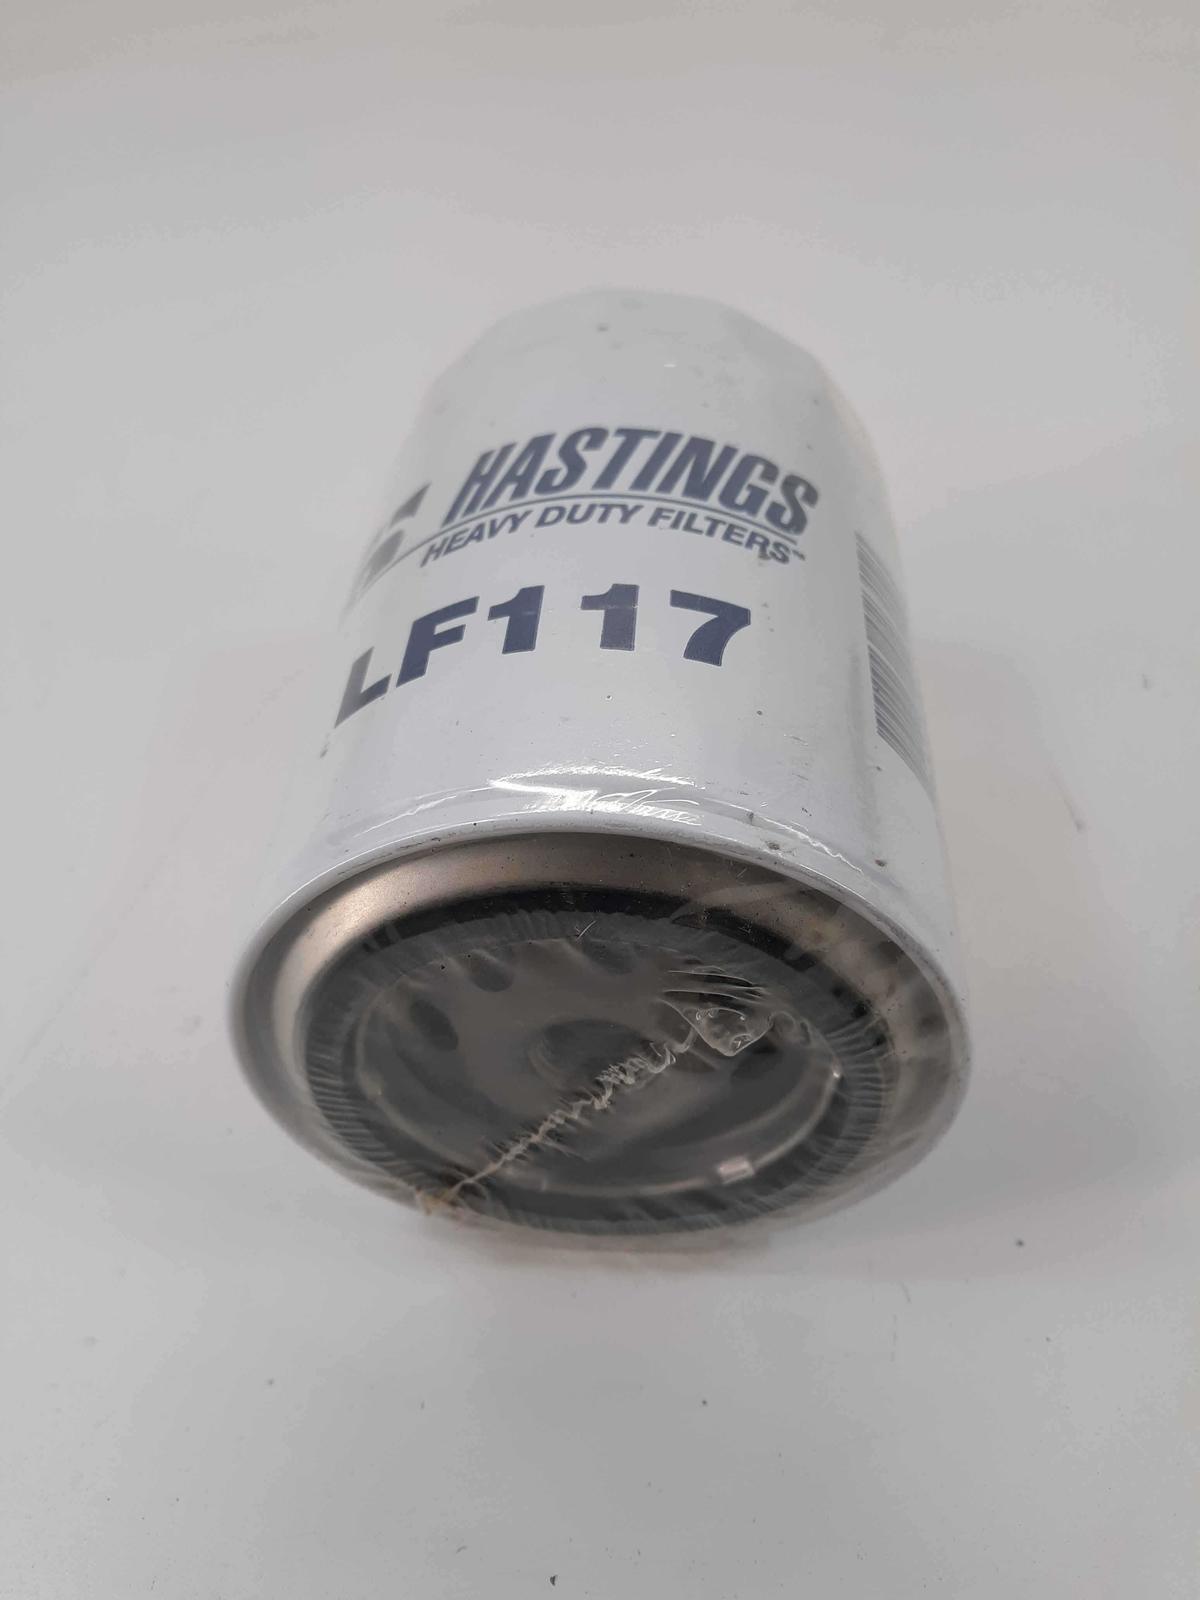 HASTINGS
HEAVY DUTY FILTERS™
LF117